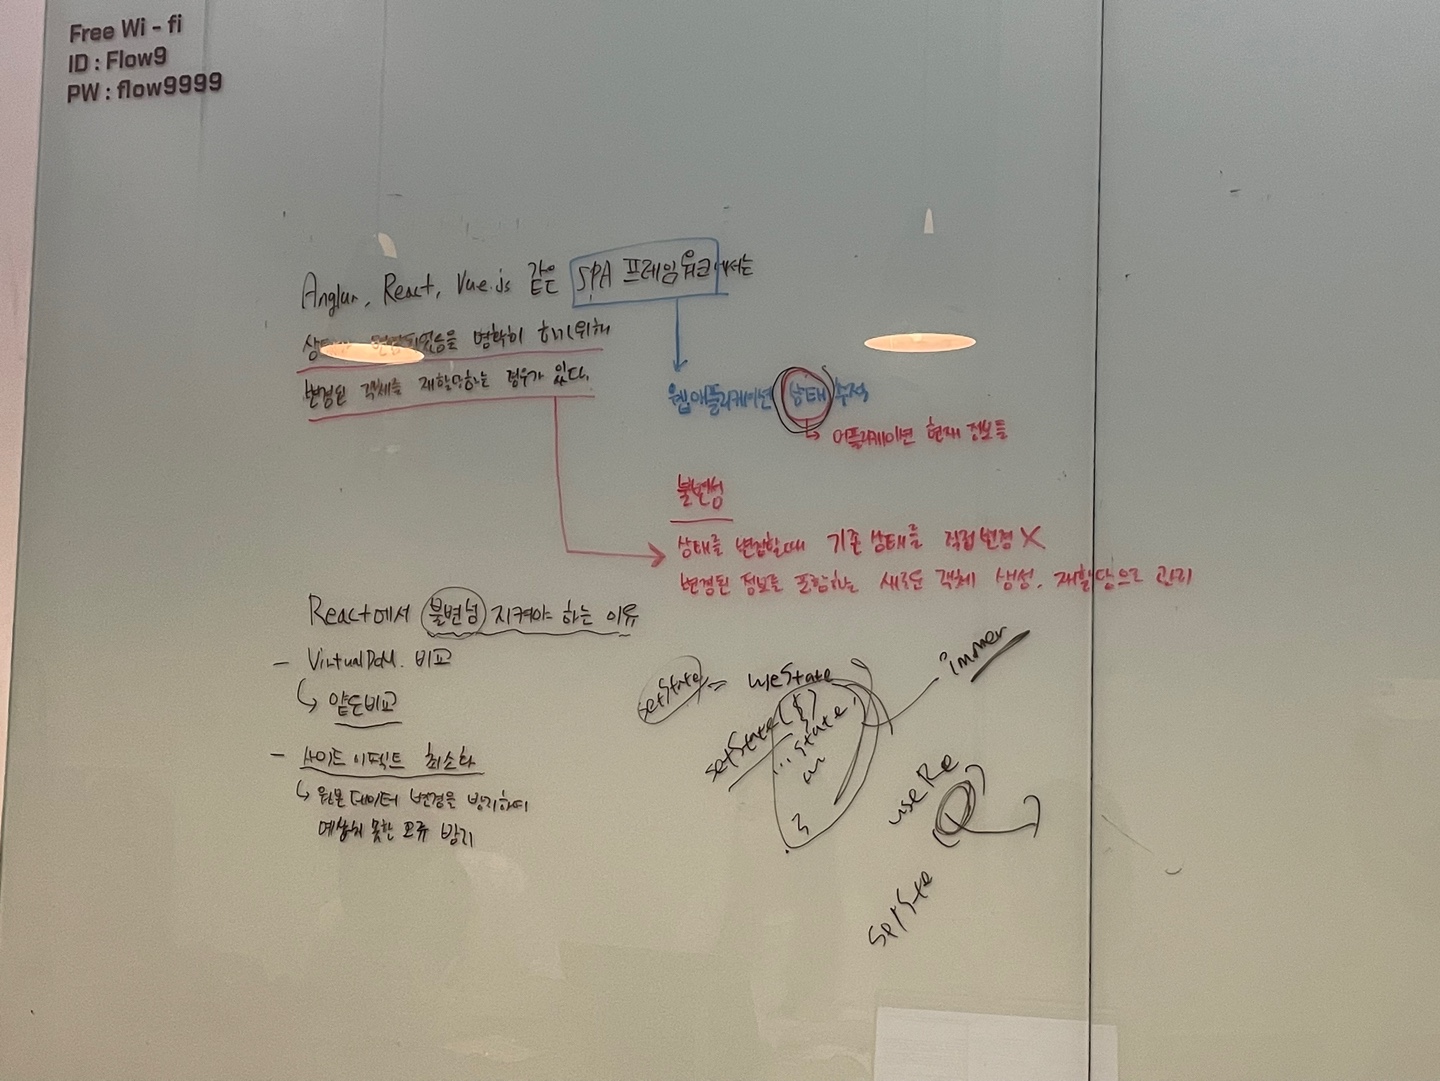 Free Wi-fi
ID : Flow9
PW : flow9999
Anglur, React, Vue.js 같은 SPA 프레임워크에서는
변경되었음을 명확히 하기위해
변경된 객체를 재할당하는 경우가 있다.
웹애플리케이션 상태 추적
어플리케이션 현재 정보들
불변성
상태를 변경할때 기존 상태를 직접변경 X
변경된 정보를 포함하는 새로운 객체 생성. 재할당으로 관리
React에서 불변성 지켜야 하는 이유
- VirtualDOM. 비교
얕은비교
- 사이드 이펙트 최소화
원본 데이터 변경을 방지하여
예상치 못한 오류 방지
setState = useState
setState({
...state,
}
immer
useRe
setSte